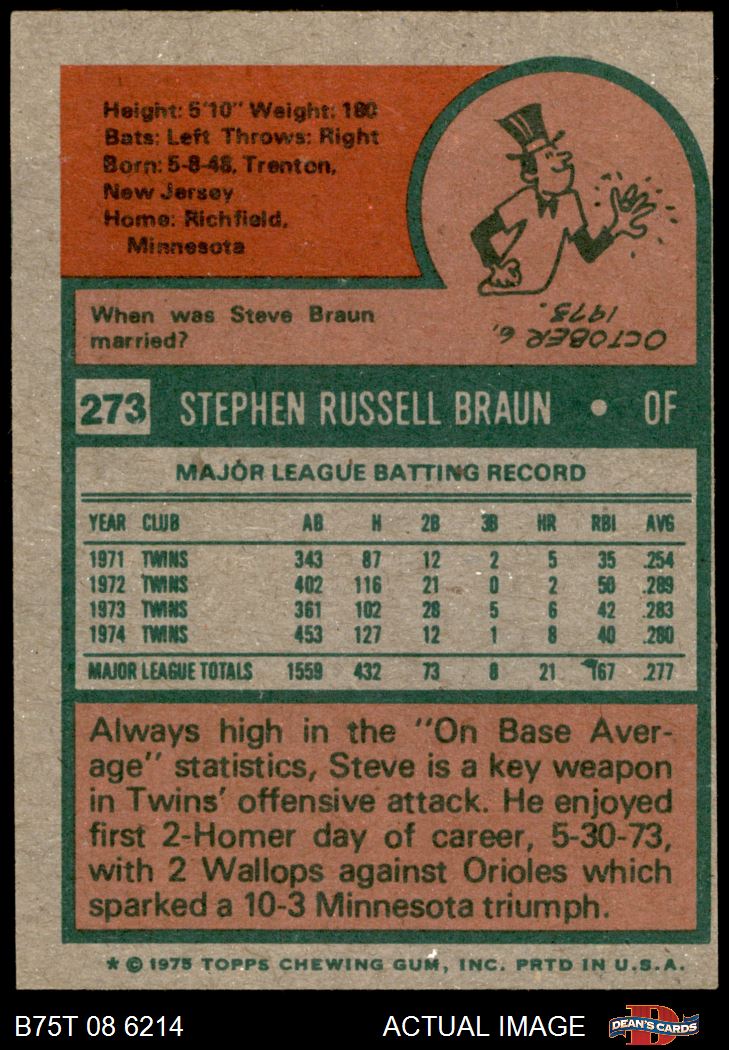 Height: 5'10" Weight: 180
Bats: Left Throws: Right
Born: 5-8-48, Trenton,
New Jersey
Home: Richfield,
Minnesota
When was Steve Braun
married?
OCTOBER 6,
1973.
273 STEPHEN RUSSELL BRAUN • OF
MAJOR LEAGUE BATTING RECORD
YEAR CLUB AB H 2B 3B HR RBI AVG
1971 TWINS 343 87 12 2 5 35 .254
1972 TWINS 402 116 21 0 2 50 .289
1973 TWINS 361 102 28 5 6 42 .283
1974 TWINS 453 127 12 1 8 40 .280
MAJOR LEAGUE TOTALS 1559 432 73 8 21 167 .277
Always high in the "On Base Aver-
age" statistics, Steve is a key weapon
in Twins' offensive attack. He enjoyed
first 2-Homer day of career, 5-30-73,
with 2 Wallops against Orioles which
sparked a 10-3 Minnesota triumph.
* © 1975 TOPPS CHEWING GUM, INC. PRTD IN U.S.A.
B75T 08 6214 ACTUAL IMAGE DEAN'S CARDS